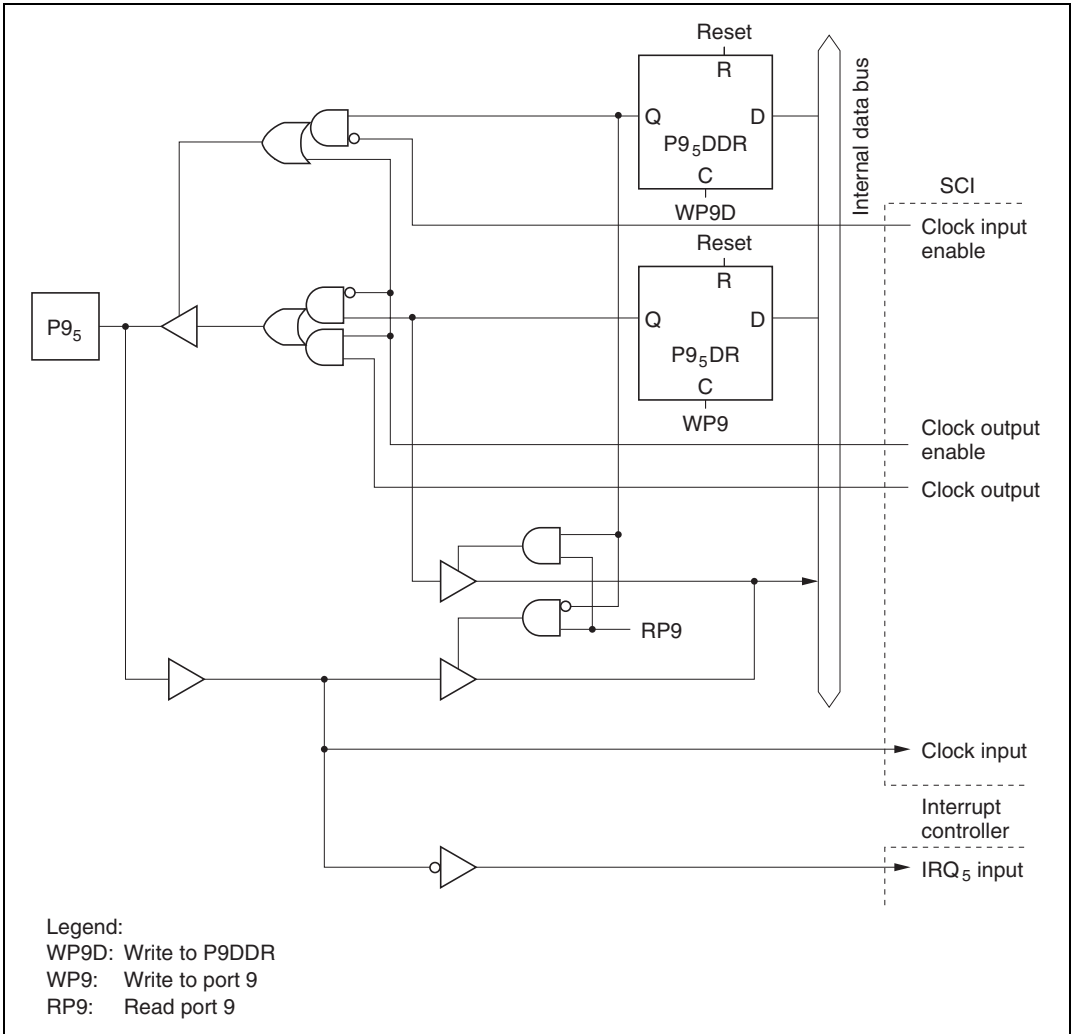 Reset
R
Q
D
P9₅DDR
C
WP9D
Internal data bus
SCI
Clock input
enable
Reset
R
Q
D
P9₅DR
C
WP9
P9₅
Clock output
enable
Clock output
RP9
Clock input
Interrupt
controller
IRQ₅ input
Legend:
WP9D: Write to P9DDR
WP9: Write to port 9
RP9: Read port 9